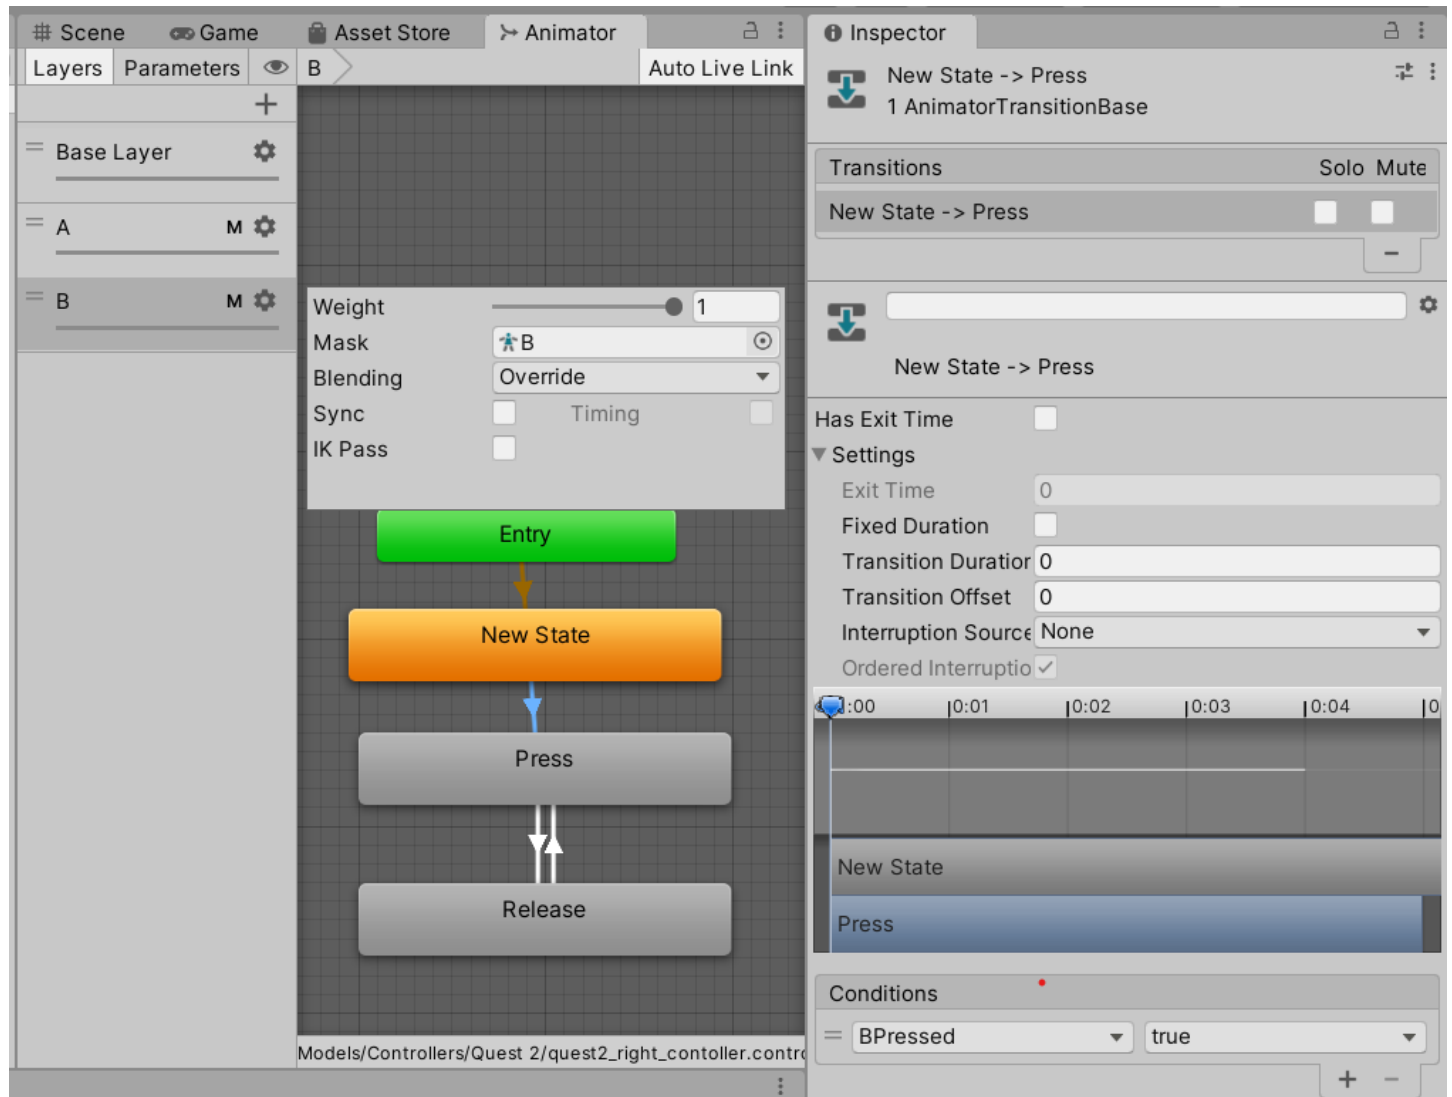 Scene
Game
Asset Store
Animator
Layers
Parameters
B
Auto Live Link
Base Layer
A
M
B
M
Weight
1
Mask
B
Blending
Override
Sync
Timing
IK Pass
Entry
New State
Press
Release
Models/Controllers/Quest 2/quest2_right_contoller.contro
Inspector
New State -> Press
1 AnimatorTransitionBase
Transitions
Solo
Mute
New State -> Press
New State -> Press
Has Exit Time
Settings
Exit Time
0
Fixed Duration
Transition Duration
0
Transition Offset
0
Interruption Source
None
Ordered Interruptio
:00
0:01
0:02
0:03
0:04
0
New State
Press
Conditions
BPressed
true